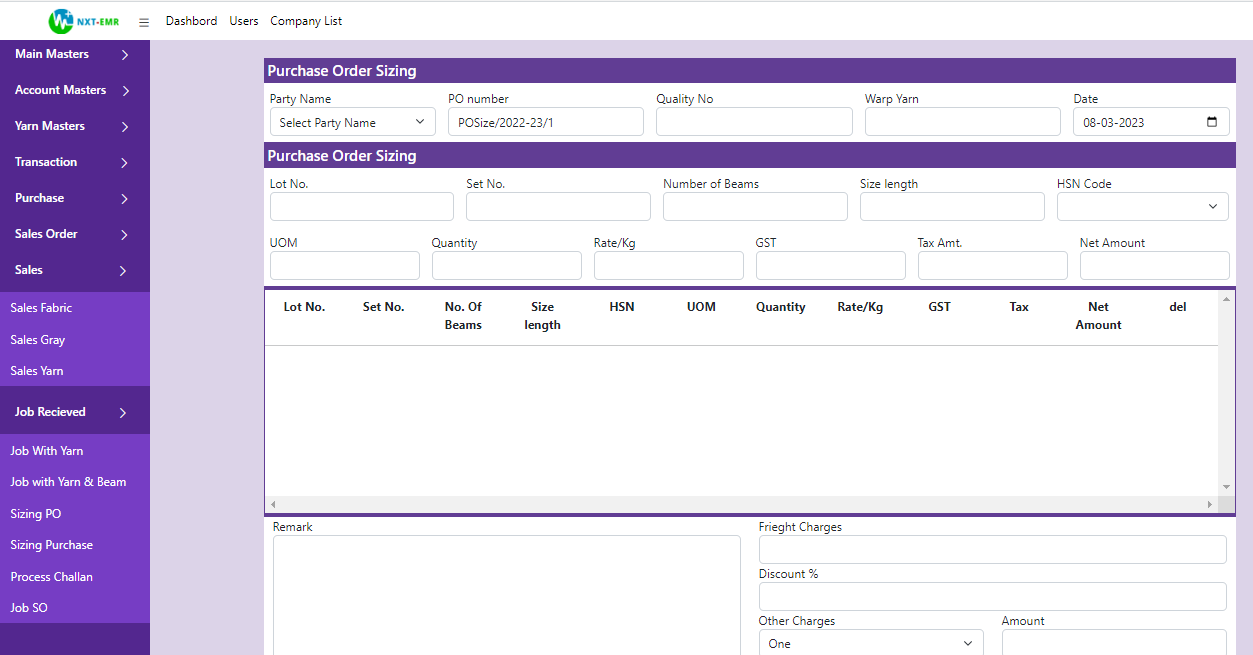 NXT-EMR
Dashbord Users Company List
Main Masters
Account Masters
Yarn Masters
Transaction
Purchase
Sales Order
Sales
Sales Fabric
Sales Gray
Sales Yarn
Job Recieved
Job With Yarn
Job with Yarn & Beam
Sizing PO
Sizing Purchase
Process Challan
Job SO
Purchase Order Sizing
Party Name PO number Quality No Warp Yarn Date
Select Party Name POSize/2022-23/1 08-03-2023
Purchase Order Sizing
Lot No. Set No. Number of Beams Size length HSN Code
UOM Quantity Rate/Kg GST Tax Amt. Net Amount
Lot No. Set No. No. Of Beams Size length HSN UOM Quantity Rate/Kg GST Tax Net Amount del
Remark
Frieght Charges
Discount %
Other Charges Amount
One